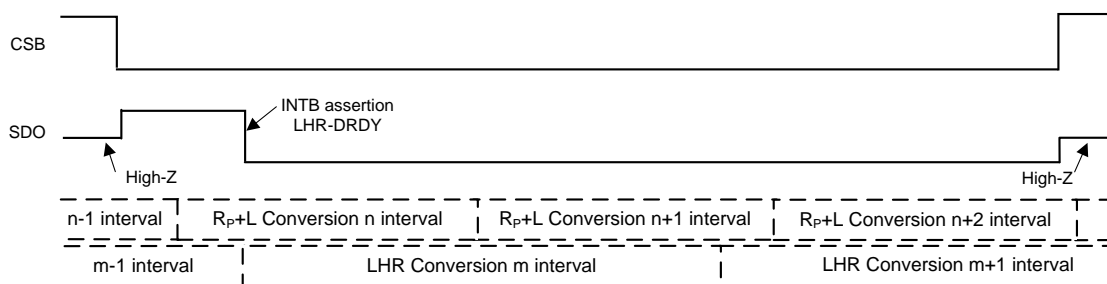 CSB
INTB assertion
LHR-DRDY
SDO
High-Z
High-Z
n-1 interval
RP+L Conversion n interval
RP+L Conversion n+1 interval
RP+L Conversion n+2 interval
m-1 interval
LHR Conversion m interval
LHR Conversion m+1 interval